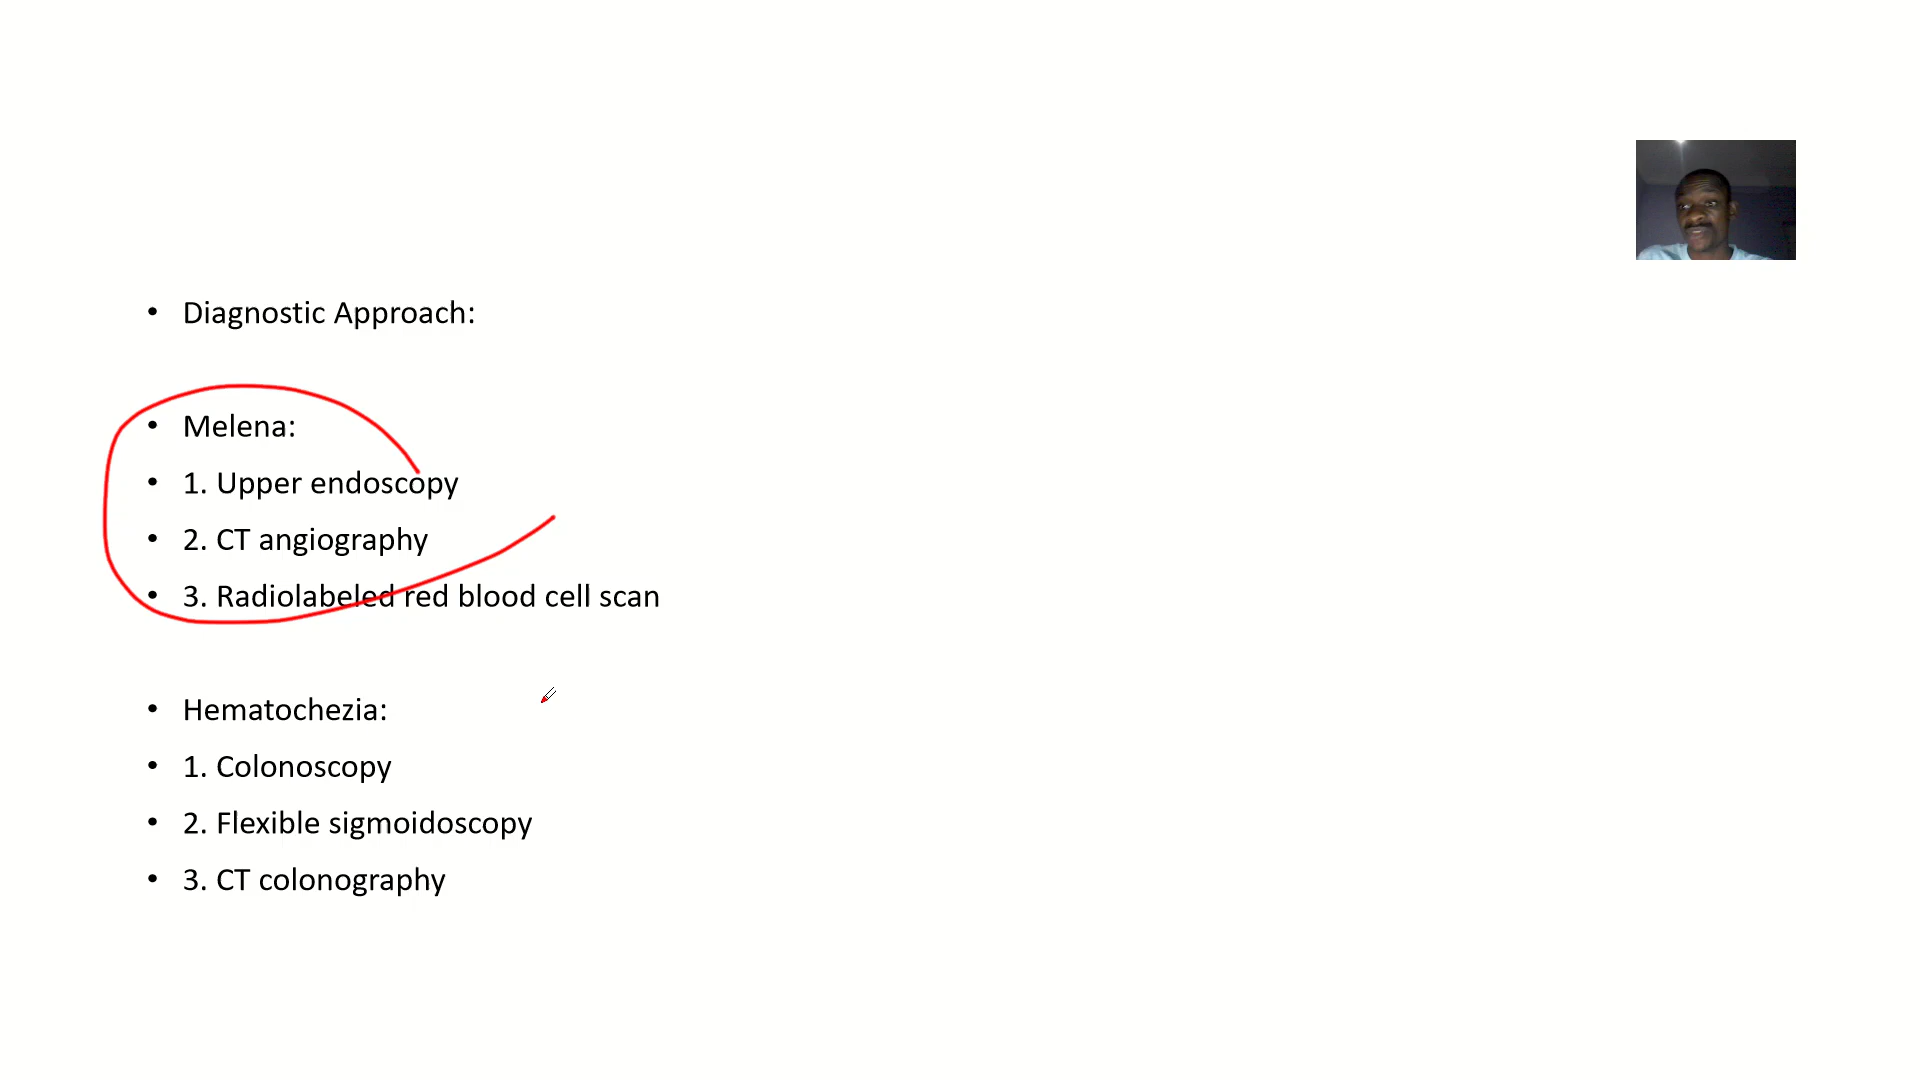 • Diagnostic Approach:
• Melena:
• 1. Upper endoscopy
• 2. CT angiography
• 3. Radiolabeled red blood cell scan
• Hematochezia:
• 1. Colonoscopy
• 2. Flexible sigmoidoscopy
• 3. CT colonography